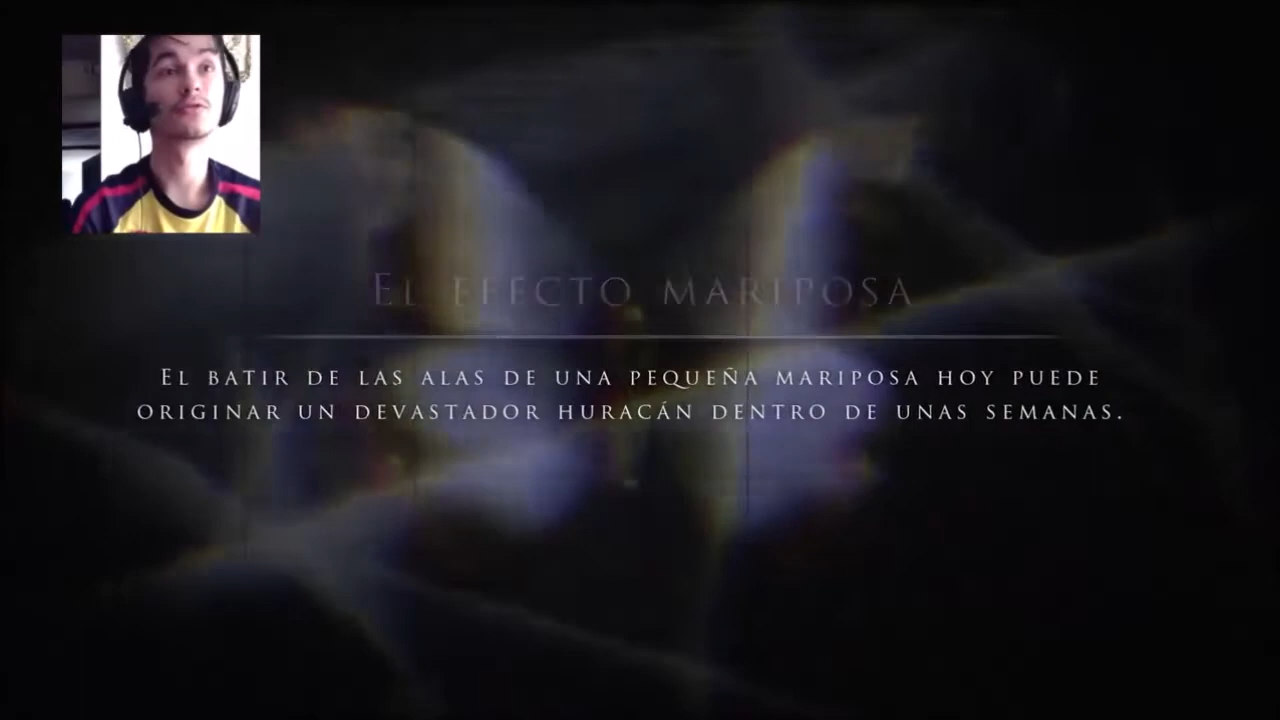 El efecto mariposa
El batir de las alas de una pequeña mariposa hoy puede
originar un devastador huracán dentro de unas semanas.